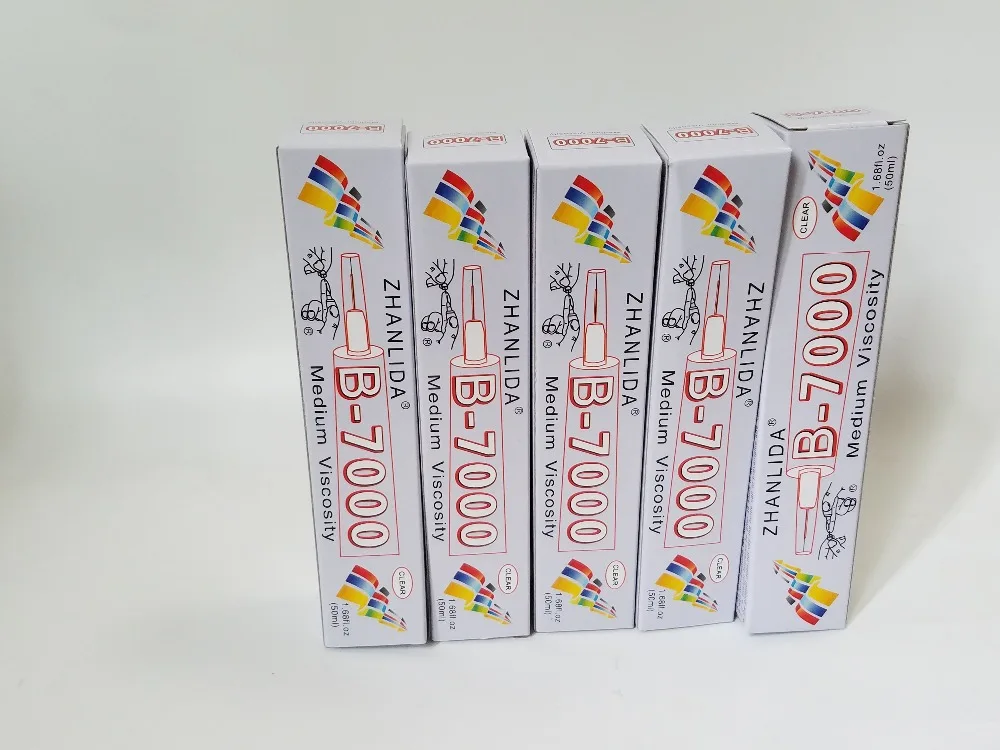 B-7000
ZHANLIDA®
B-7000
Medium Viscosity
®
CLEAR
1.68fl.oz
(50ml)
B-7000
ZHANLIDA®
B-7000
Medium Viscosity
®
CLEAR
1.68fl.oz
(50ml)
B-7000
ZHANLIDA®
B-7000
Medium Viscosity
®
CLEAR
1.68fl.oz
(50ml)
B-7000
ZHANLIDA®
B-7000
Medium Viscosity
®
CLEAR
1.68fl.oz
(50ml)
ZHANLIDA®
B-7000
Medium Viscosity
®
CLEAR
1.68fl.oz
(50ml)